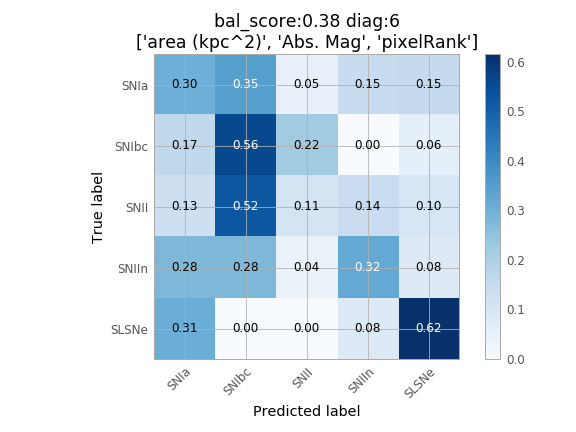 bal_score:0.38 diag:6
['area (kpc^2)', 'Abs. Mag', 'pixelRank']
True label
SNIa 0.30 0.35 0.05 0.15 0.15
SNIbc 0.17 0.56 0.22 0.00 0.06
SNII 0.13 0.52 0.11 0.14 0.10
SNIIn 0.28 0.28 0.04 0.32 0.08
SLSNe 0.31 0.00 0.00 0.08 0.62
SNIa SNIbc SNII SNIIn SLSNe
Predicted label
0.6
0.5
0.4
0.3
0.2
0.1
0.0